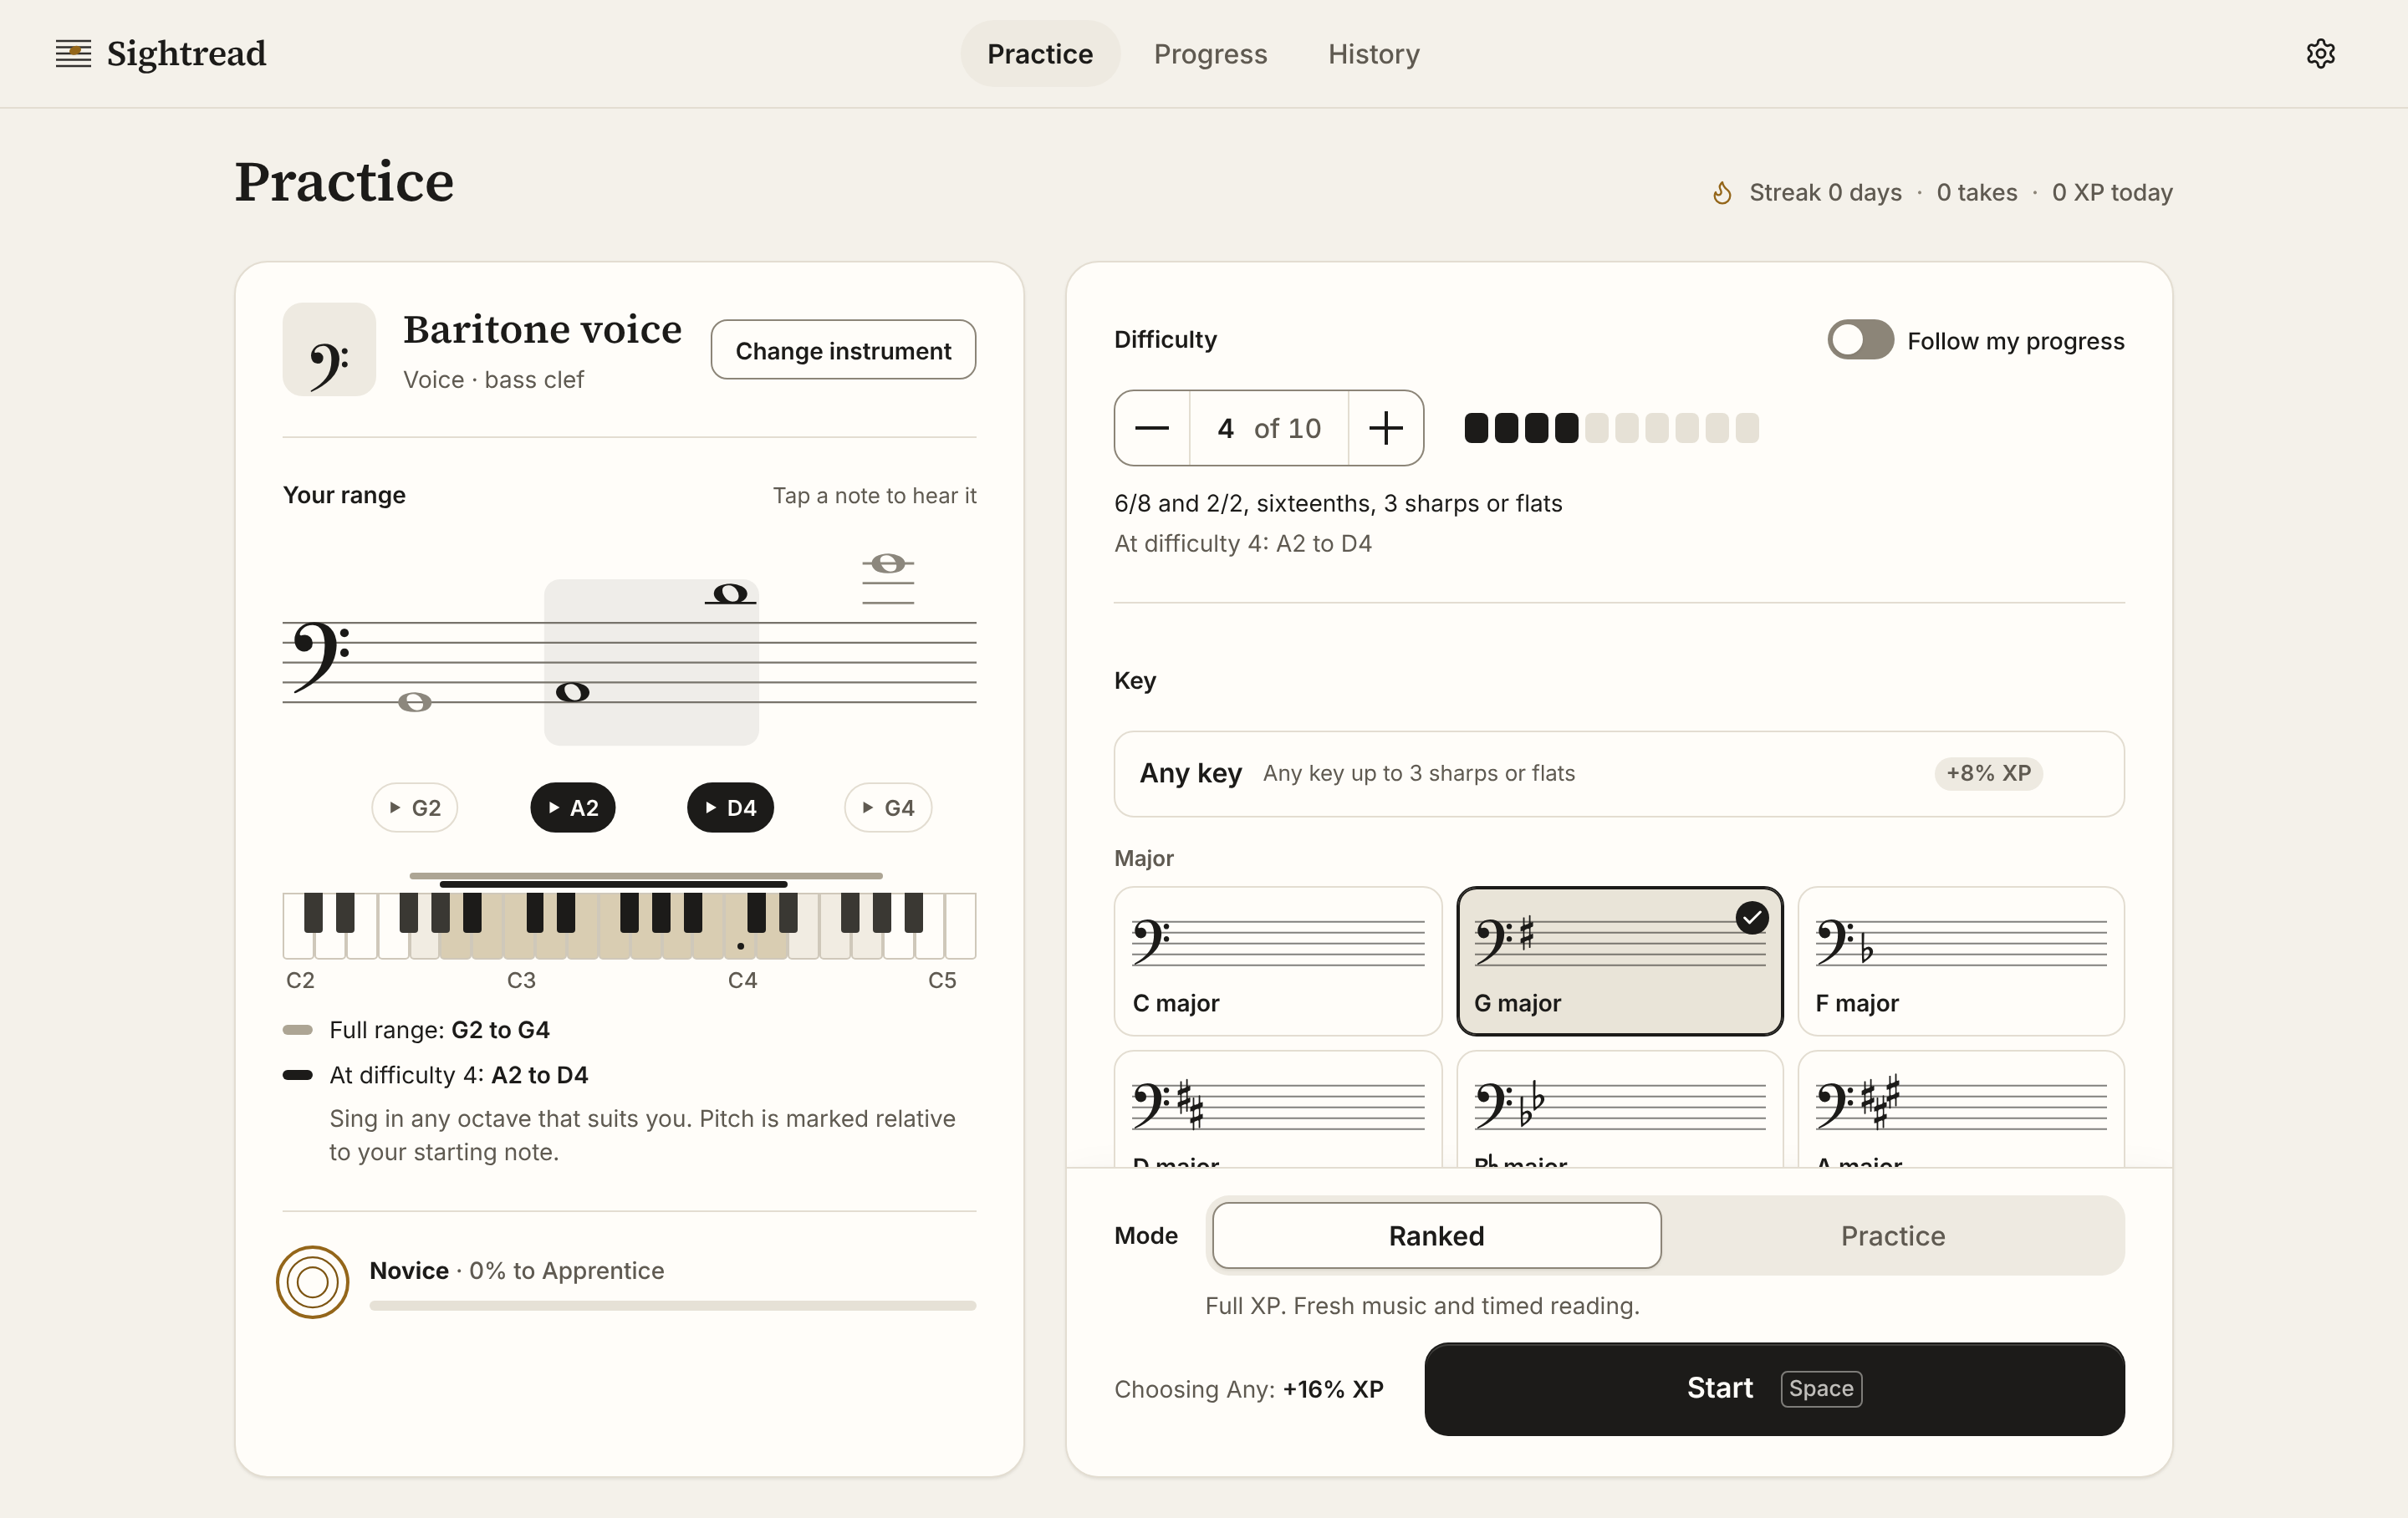 Sightread
Practice
Progress
History
Practice
Streak 0 days · 0 takes · 0 XP today
Baritone voice
Voice · bass clef
Change instrument
Your range
Tap a note to hear it
G2
A2
D4
G4
C2
C3
C4
C5
Full range: G2 to G4
At difficulty 4: A2 to D4
Sing in any octave that suits you. Pitch is marked relative
to your starting note.
Novice · 0% to Apprentice
Difficulty
Follow my progress
4 of 10
6/8 and 2/2, sixteenths, 3 sharps or flats
At difficulty 4: A2 to D4
Key
Any key Any key up to 3 sharps or flats
+8% XP
Major
C major
G major
F major
D major
B♭ major
A major
Mode
Ranked
Practice
Full XP. Fresh music and timed reading.
Choosing Any: +16% XP
Start
Space